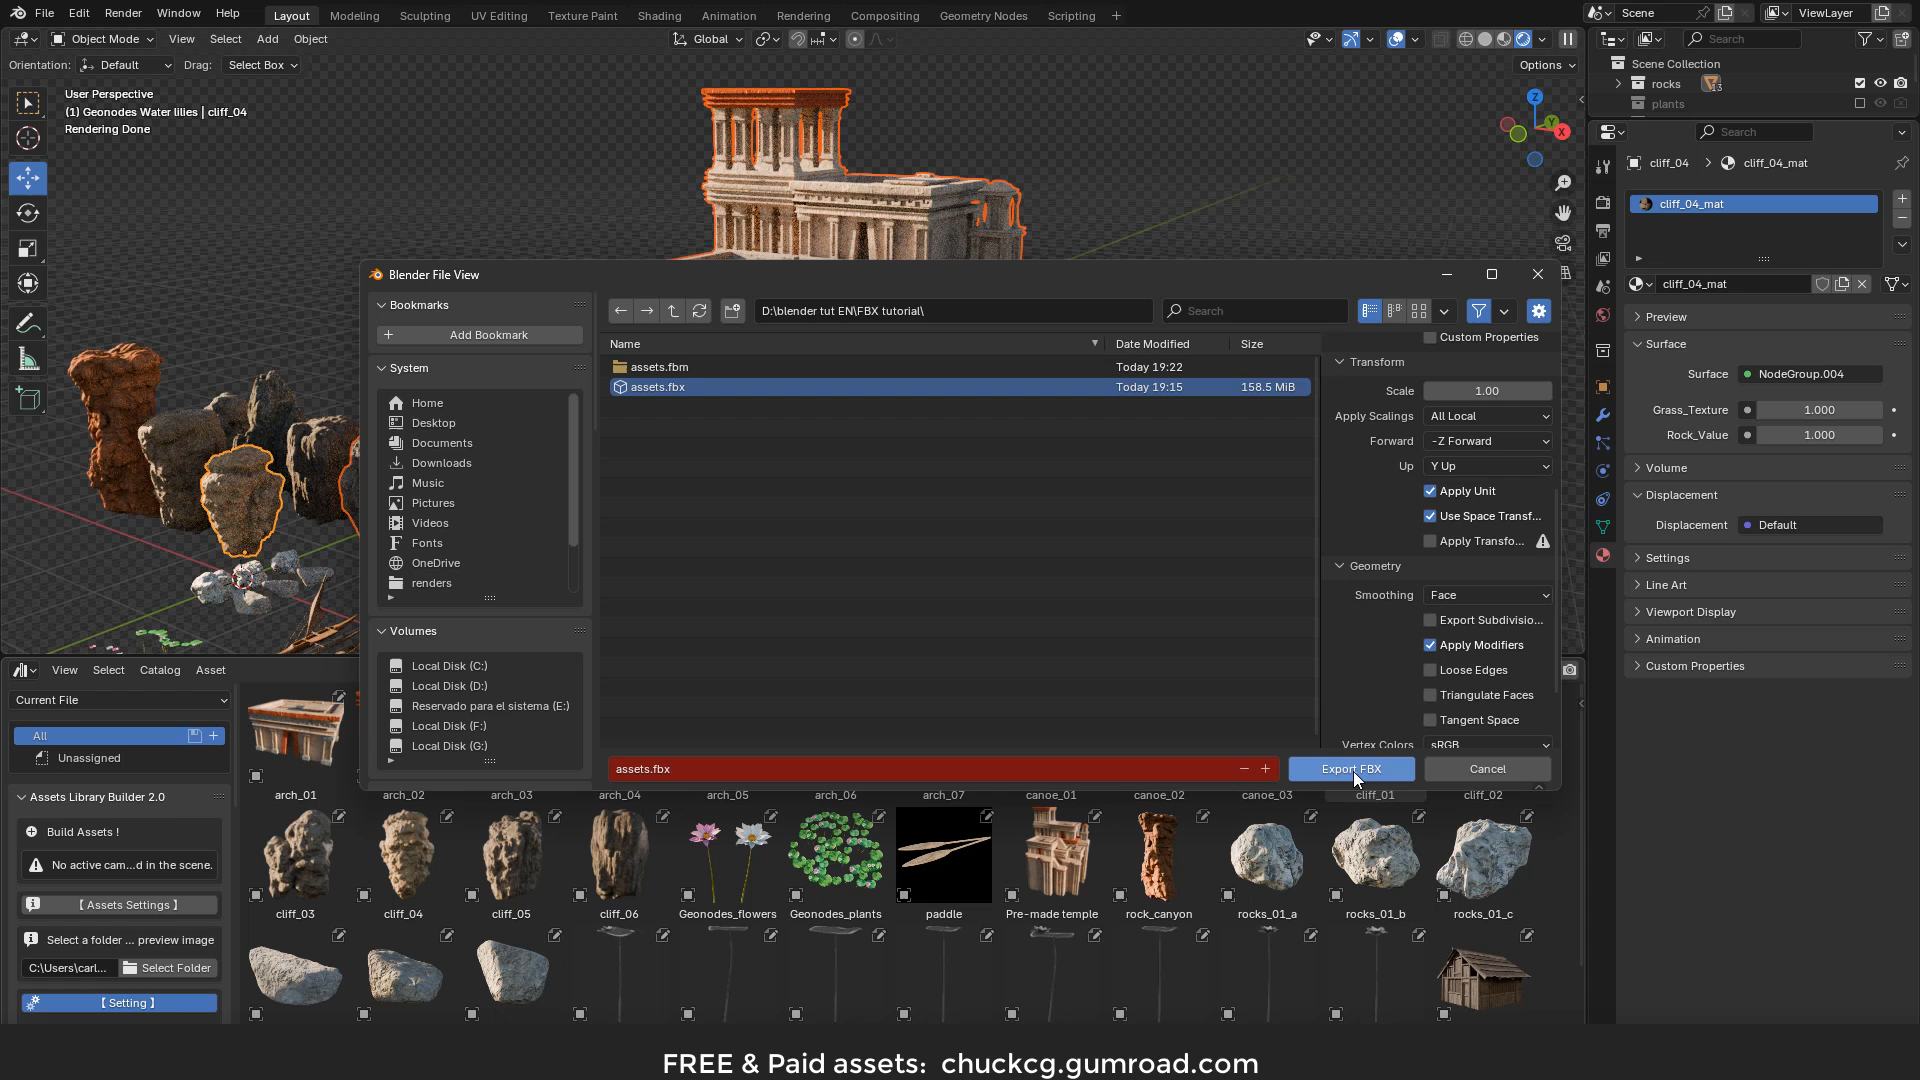 File Edit Render Window Help Layout Modeling Sculpting UV Editing Texture Paint Shading Animation Rendering Compositing Geometry Nodes Scripting + Scene ViewLayer
Object Mode View Select Add Object Global Search
Orientation: Default Drag: Select Box Options
Scene Collection
rocks 13
plants
User Perspective
(1) Geonodes Water lilies | cliff_04
Rendering Done
Z
Y
X
Search
cliff_04 > cliff_04_mat
cliff_04_mat
cliff_04_mat
Preview
Surface
Surface NodeGroup.004
Grass_Texture 1.000
Rock_Value 1.000
Volume
Displacement
Displacement Default
Settings
Line Art
Viewport Display
Animation
Custom Properties
Blender File View
Bookmarks
Add Bookmark
System
Home
Desktop
Documents
Downloads
Music
Pictures
Videos
Fonts
OneDrive
renders
Volumes
Local Disk (C:)
Local Disk (D:)
Reservado para el sistema (E:)
Local Disk (F:)
Local Disk (G:)
D:\blender tut EN\FBX tutorial\
Search
Name Date Modified Size
assets.fbm Today 19:22
assets.fbx Today 19:15 158.5 MiB
Custom Properties
Transform
Scale 1.00
Apply Scalings All Local
Forward -Z Forward
Up Y Up
Apply Unit
Use Space Transf...
Apply Transfo...
Geometry
Smoothing Face
Export Subdivisio...
Apply Modifiers
Loose Edges
Triangulate Faces
Tangent Space
Vertex Colors sRGB
assets.fbx
Export FBX
Cancel
View Select Catalog Asset
Current File
All
Unassigned
Assets Library Builder 2.0
Build Assets !
No active cam...d in the scene.
【 Assets Settings 】
Select a folder ... preview image
C:\Users\carl... Select Folder
【 Setting 】
arch_01 arch_02 arch_03 arch_04 arch_05 arch_06 arch_07 canoe_01 canoe_02 canoe_03 cliff_01 cliff_02
cliff_03 cliff_04 cliff_05 cliff_06 Geonodes_flowers Geonodes_plants paddle Pre-made temple rock_canyon rocks_01_a rocks_01_b rocks_01_c
FREE & Paid assets: chuckcg.gumroad.com